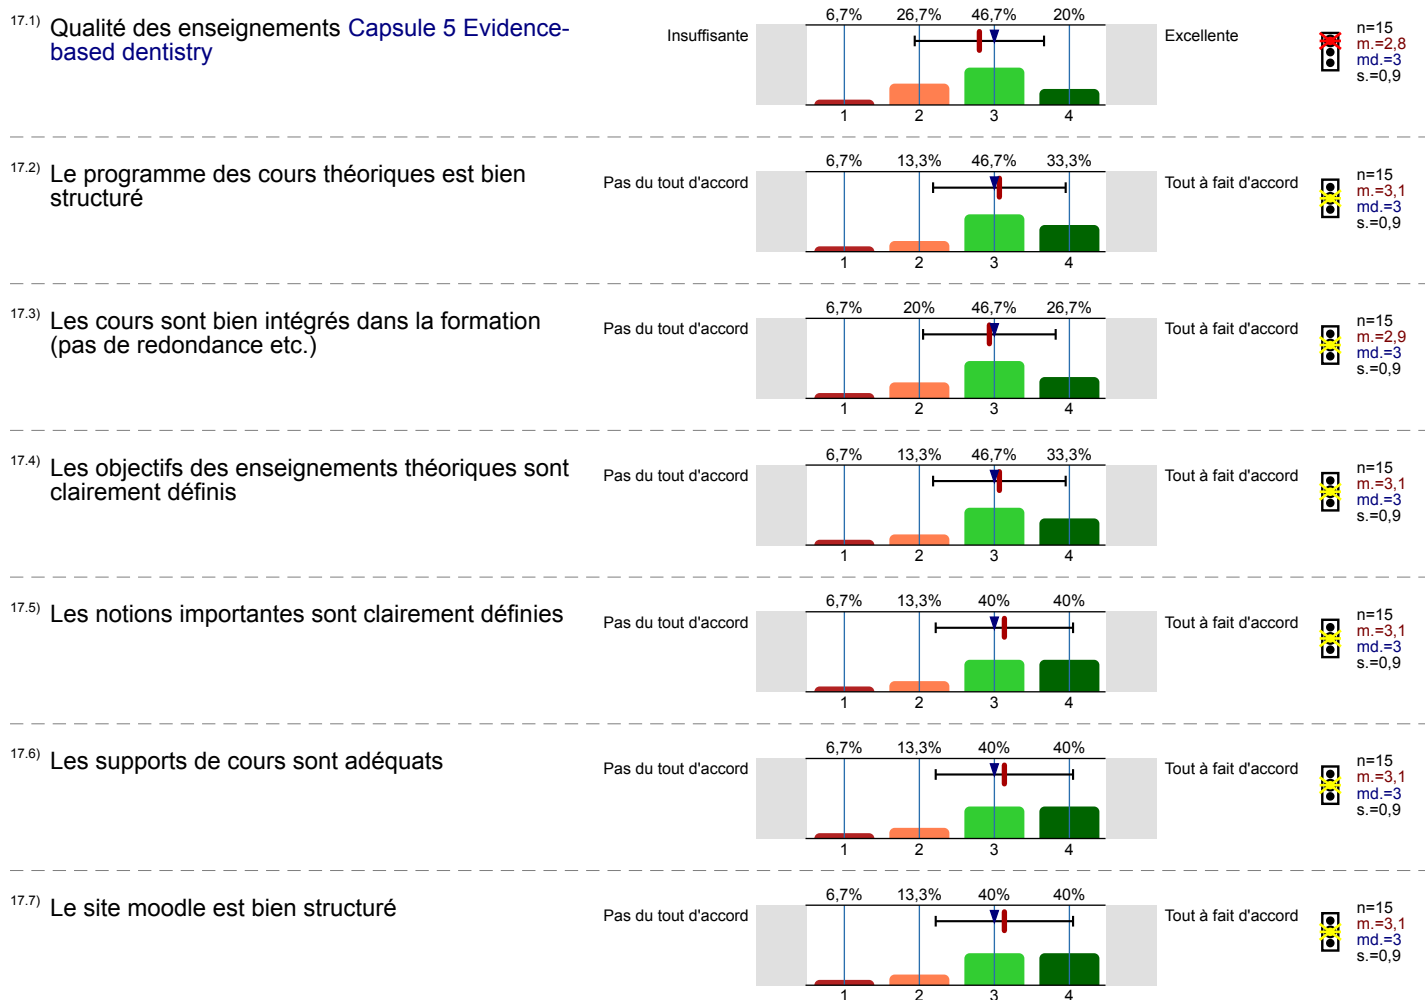 17.1) Qualité des enseignements Capsule 5 Evidence-
based dentistry
Insuffisante
6,7% 26,7% 46,7% 20%
1 2 3 4
Excellente
n=15
m.=2,8
md.=3
s.=0,9
17.2) Le programme des cours théoriques est bien
structuré
Pas du tout d'accord
6,7% 13,3% 46,7% 33,3%
1 2 3 4
Tout à fait d'accord
n=15
m.=3,1
md.=3
s.=0,9
17.3) Les cours sont bien intégrés dans la formation
(pas de redondance etc.)
Pas du tout d'accord
6,7% 20% 46,7% 26,7%
1 2 3 4
Tout à fait d'accord
n=15
m.=2,9
md.=3
s.=0,9
17.4) Les objectifs des enseignements théoriques sont
clairement définis
Pas du tout d'accord
6,7% 13,3% 46,7% 33,3%
1 2 3 4
Tout à fait d'accord
n=15
m.=3,1
md.=3
s.=0,9
17.5) Les notions importantes sont clairement définies
Pas du tout d'accord
6,7% 13,3% 40% 40%
1 2 3 4
Tout à fait d'accord
n=15
m.=3,1
md.=3
s.=0,9
17.6) Les supports de cours sont adéquats
Pas du tout d'accord
6,7% 13,3% 40% 40%
1 2 3 4
Tout à fait d'accord
n=15
m.=3,1
md.=3
s.=0,9
17.7) Le site moodle est bien structuré
Pas du tout d'accord
6,7% 13,3% 40% 40%
1 2 3 4
Tout à fait d'accord
n=15
m.=3,1
md.=3
s.=0,9